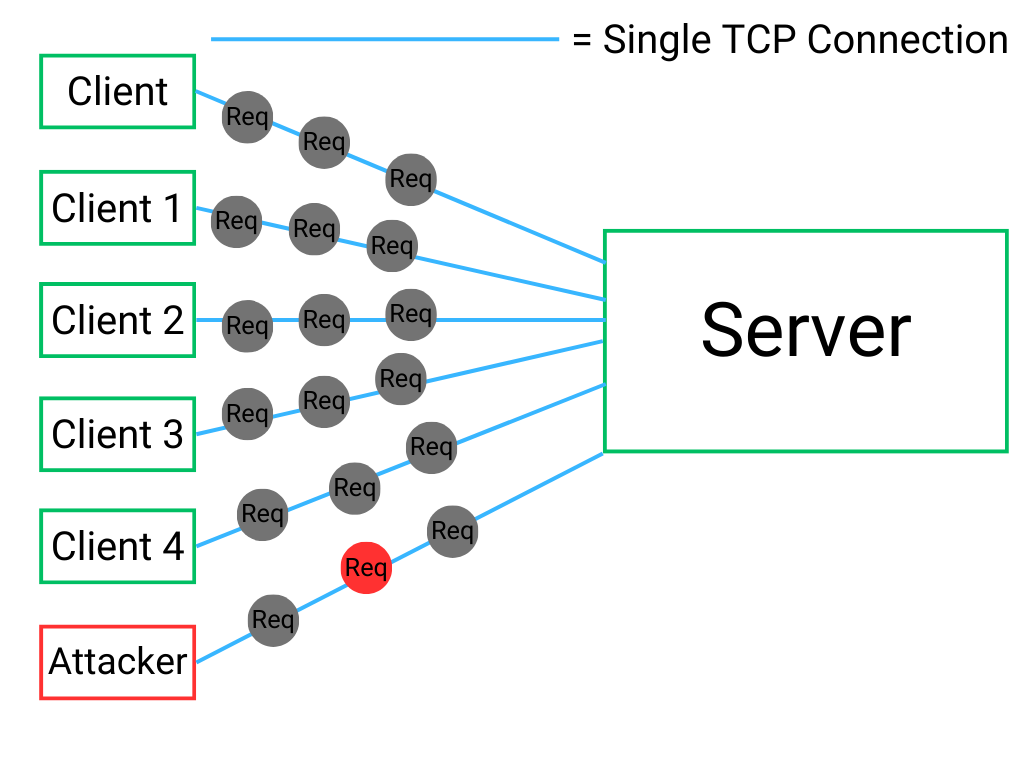 = Single TCP Connection
Client
Req
Req
Req
Client 1
Req
Req
Req
Client 2
Req
Req
Req
Server
Client 3
Req
Req
Req
Client 4
Req
Req
Req
Attacker
Req
Req
Req